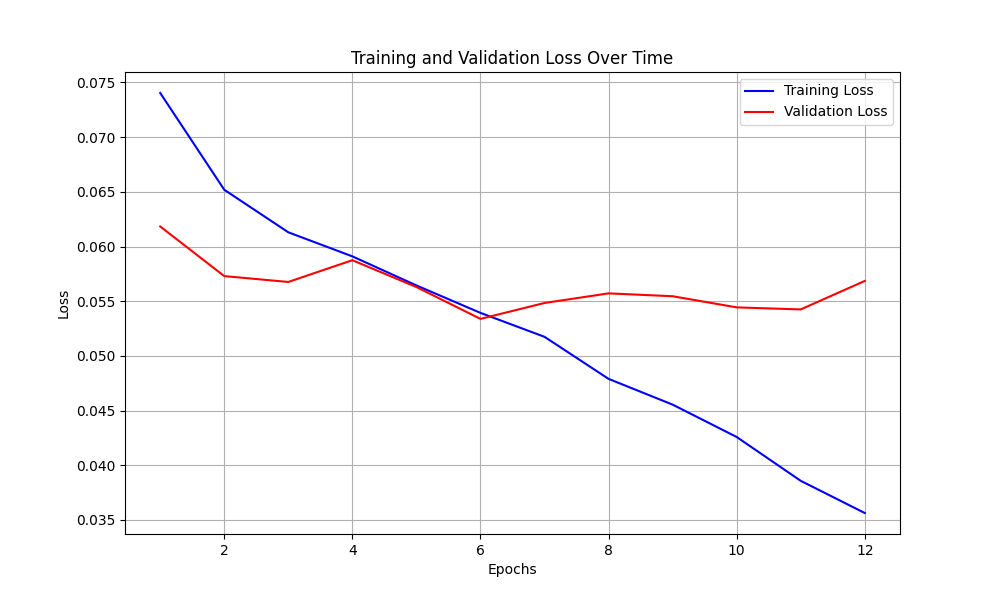 Training and Validation Loss Over Time
Training Loss
Validation Loss
0.075
0.070
0.065
0.060
0.055
0.050
0.045
0.040
0.035
Loss
2 4 6 8 10 12
Epochs